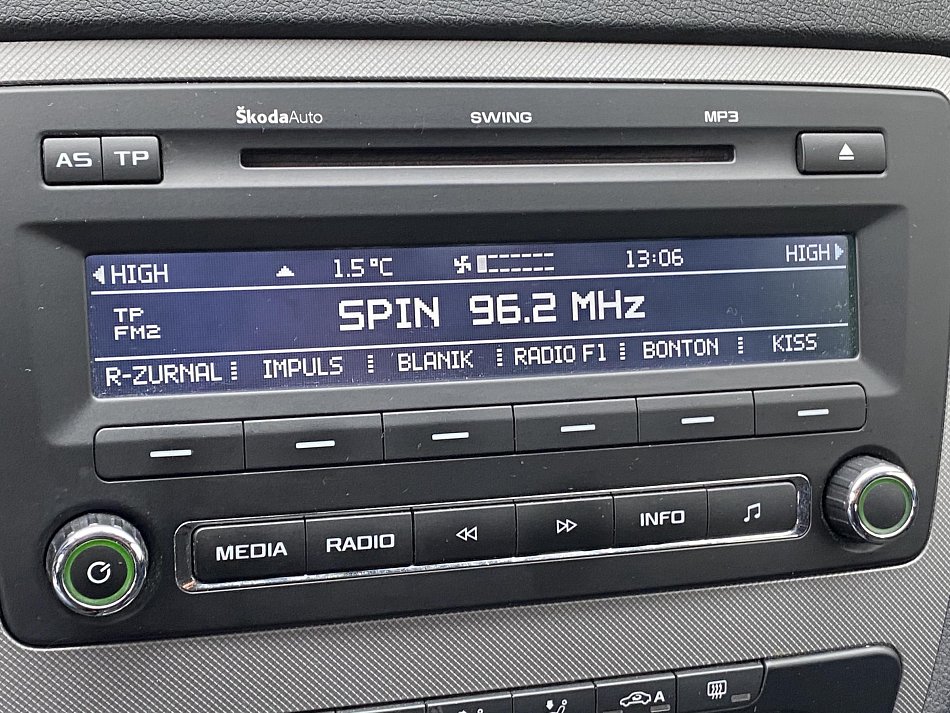 ŠkodaAuto SWING MP3
AS TP
HIGH 1.5°C 13:06 HIGH
TP
FM2
SPIN 96.2 MHz
R-ZURNAL IMPULS BLANIK RADIO F1 BONTON KISS
MEDIA RADIO INFO
A